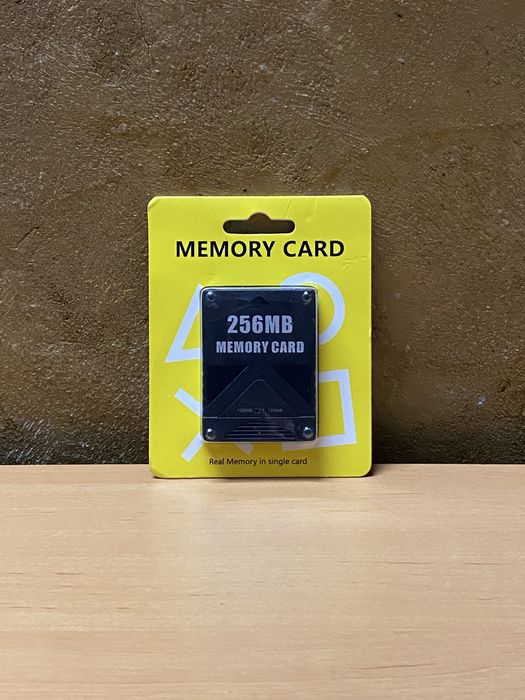 MEMORY CARD
256MB
MEMORY CARD
128MB 128MB
Real Memory in single card